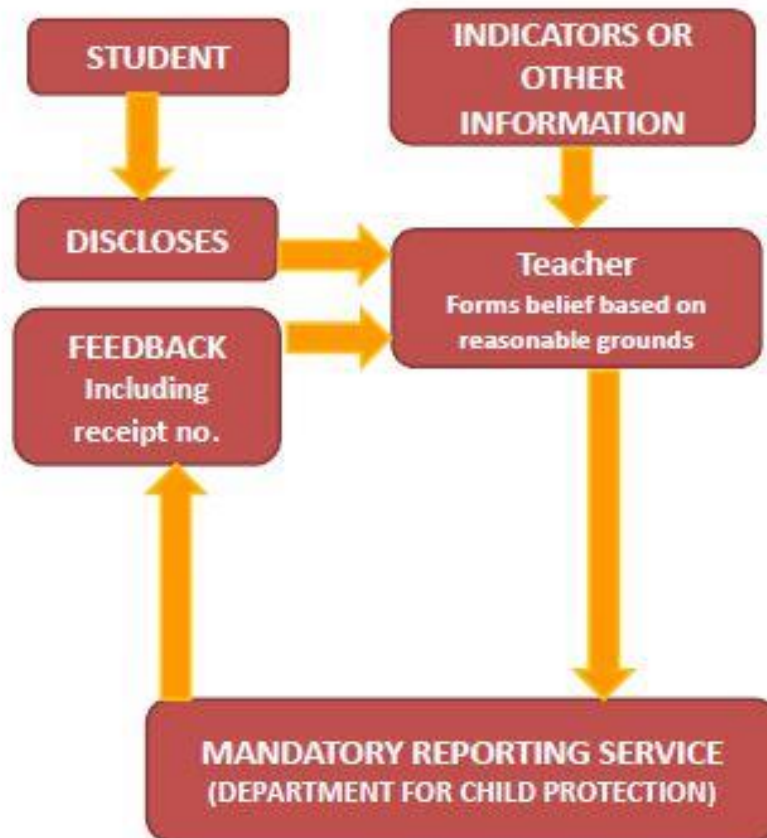 STUDENT
INDICATORS OR
OTHER
INFORMATION
DISCLOSES
Teacher
Forms belief based on
reasonable grounds
FEEDBACK
Including
receipt no.
MANDATORY REPORTING SERVICE
(DEPARTMENT FOR CHILD PROTECTION)